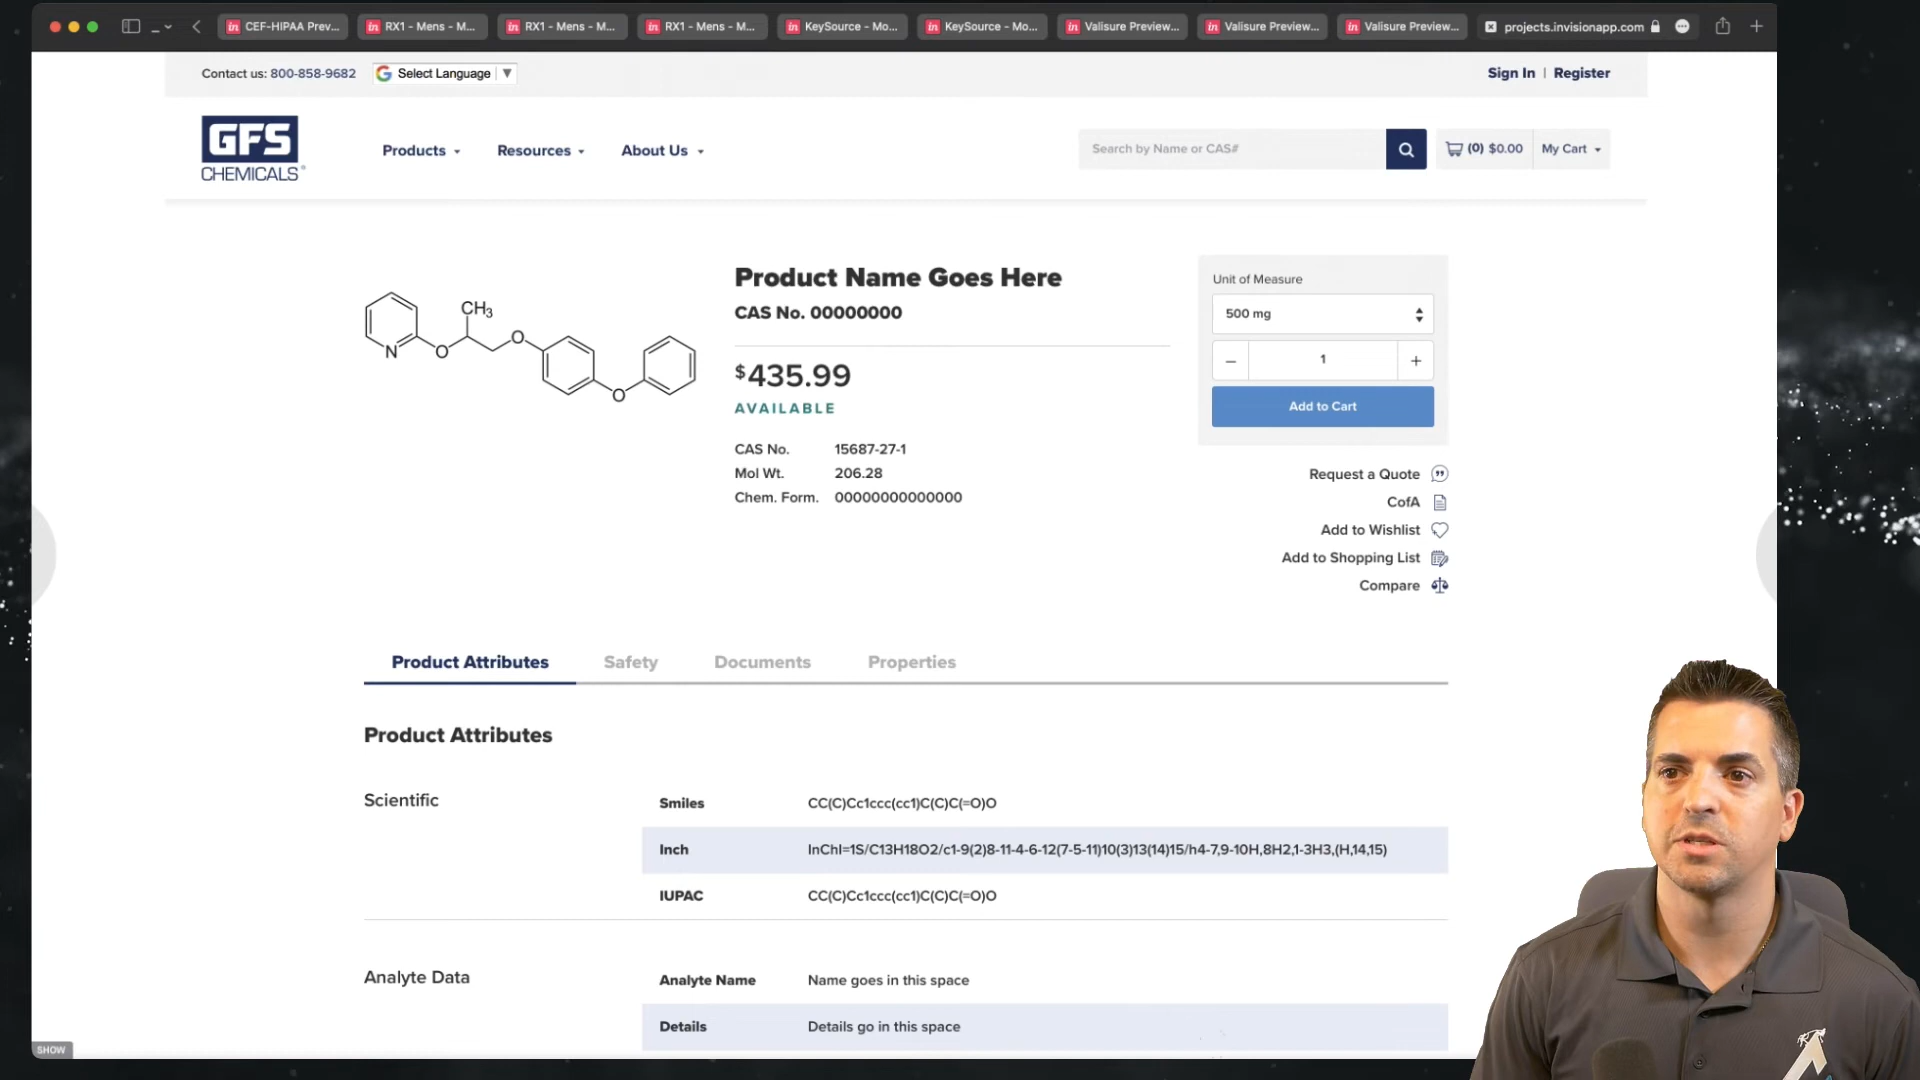 CEF-HIPAA Prev...
RX1 - Mens - M...
RX1 - Mens - M...
RX1 - Mens - M...
KeySource - Mo...
KeySource - Mo...
Valisure Preview...
Valisure Preview...
Valisure Preview...
projects.invisionapp.com
Contact us: 800-858-9682
Select Language ▼
Sign In | Register
GFS
CHEMICALS®
Products
Resources
About Us
Search by Name or CAS#
(0) $0.00
My Cart
Product Name Goes Here
CAS No. 00000000
$435.99
AVAILABLE
CAS No. 15687-27-1
Mol Wt. 206.28
Chem. Form. 00000000000000
CH3
N
O
O
O
Unit of Measure
500 mg
− 1 +
Add to Cart
Request a Quote
CofA
Add to Wishlist
Add to Shopping List
Compare
Product Attributes Safety Documents Properties
Product Attributes
Scientific
Smiles CC(C)Cc1ccc(cc1)C(C)C(=O)O
Inch InChI=1S/C13H18O2/c1-9(2)8-11-4-6-12(7-5-11)10(3)13(14)15/h4-7,9-10H,8H2,1-3H3,(H,14,15)
IUPAC CC(C)Cc1ccc(cc1)C(C)C(=O)O
Analyte Data
Analyte Name Name goes in this space
Details Details go in this space
SHOW